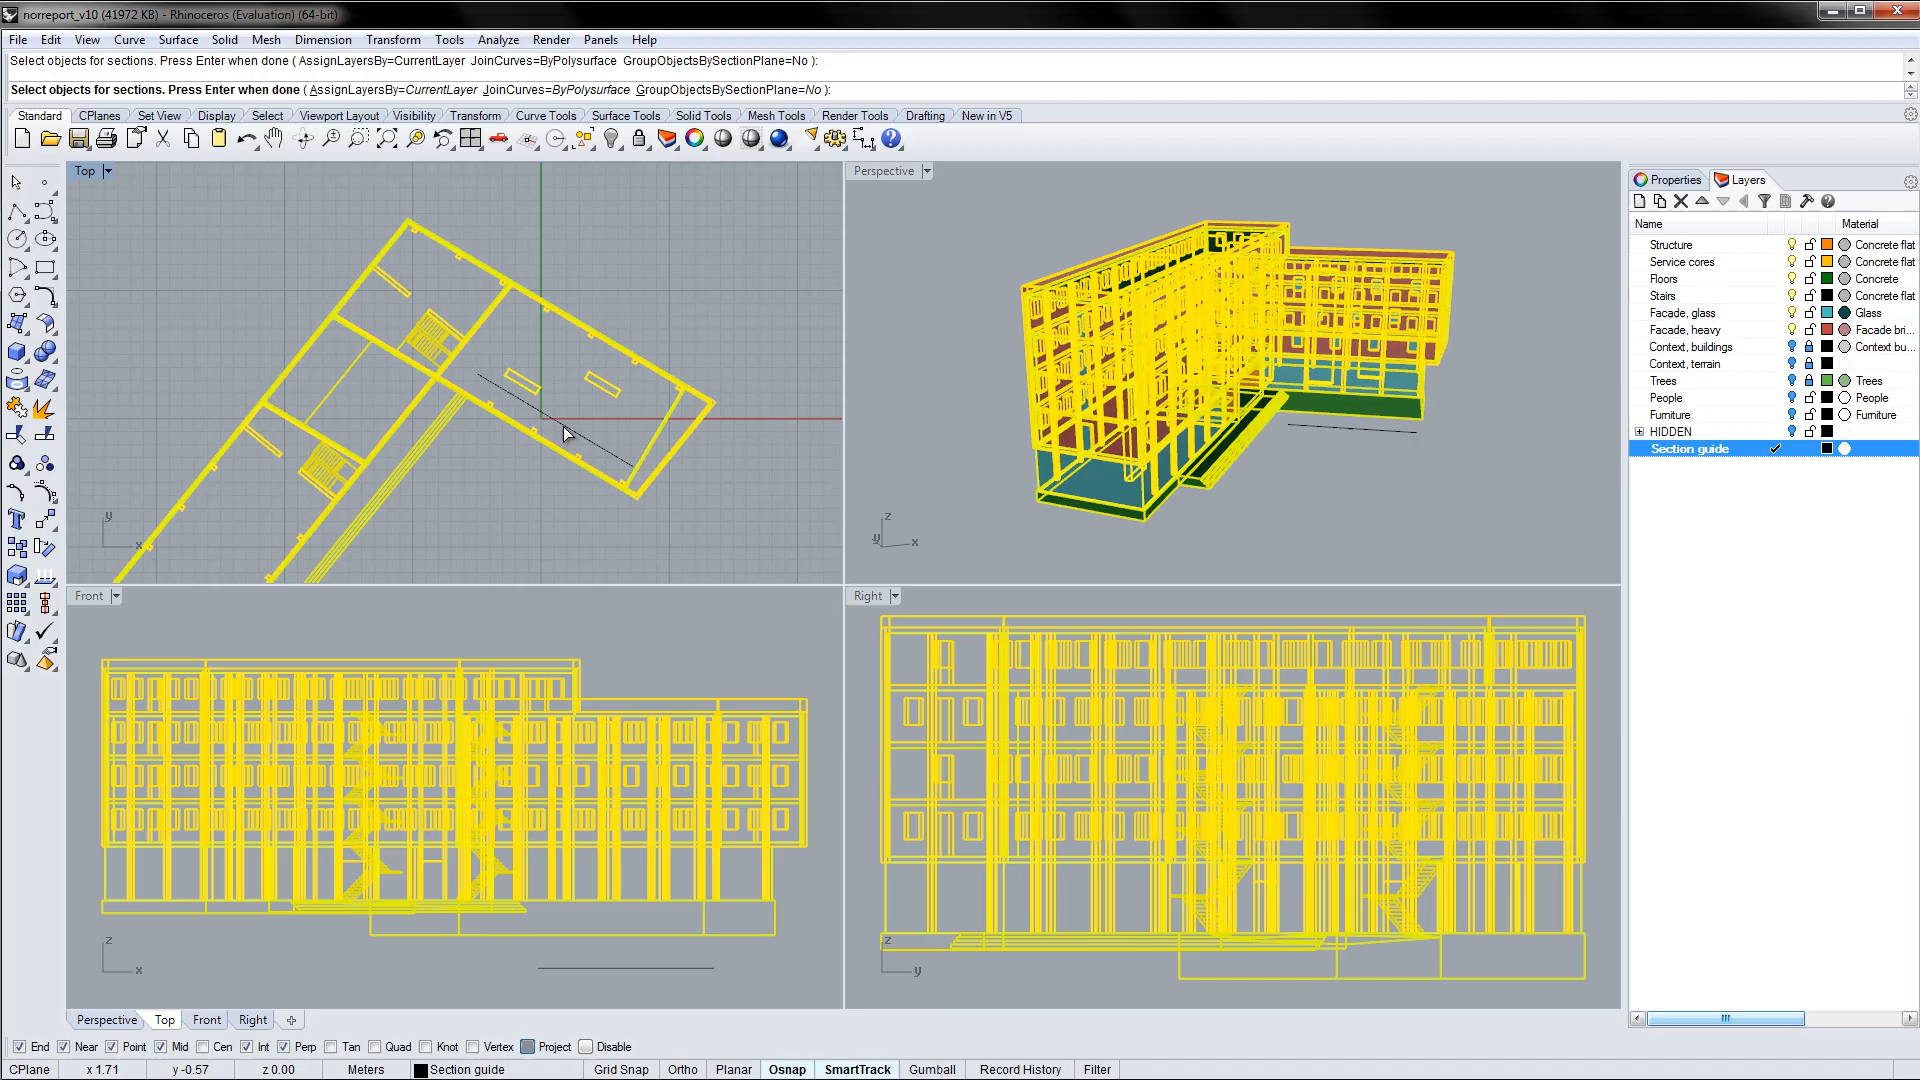 norreport_v10 (41972 KB) - Rhinoceros (Evaluation) (64-bit)
File Edit View Curve Surface Solid Mesh Dimension Transform Tools Analyze Render Panels Help
Select objects for sections. Press Enter when done ( AssignLayersBy=CurrentLayer JoinCurves=ByPolysurface GroupObjectsBySectionPlane=No ):
Select objects for sections. Press Enter when done ( AssignLayersBy=CurrentLayer JoinCurves=ByPolysurface GroupObjectsBySectionPlane=No ):
Standard CPlanes Set View Display Select Viewport Layout Visibility Transform Curve Tools Surface Tools Solid Tools Mesh Tools Render Tools Drafting New in V5
Top
Perspective
Properties Layers
Name Material
Structure Concrete flat
Service cores Concrete flat
Floors Concrete
Stairs Concrete flat
Facade, glass Glass
Facade, heavy Facade bri...
Context, buildings Context bu...
Context, terrain
Trees Trees
People People
Furniture Furniture
HIDDEN
Section guide
y
x
z
y
x
Front
Right
z
x
z
y
Perspective Top Front Right
End Near Point Mid Cen Int Perp Tan Quad Knot Vertex Project Disable
CPlane x 1.71 y -0.57 z 0.00 Meters Section guide Grid Snap Ortho Planar Osnap SmartTrack Gumball Record History Filter